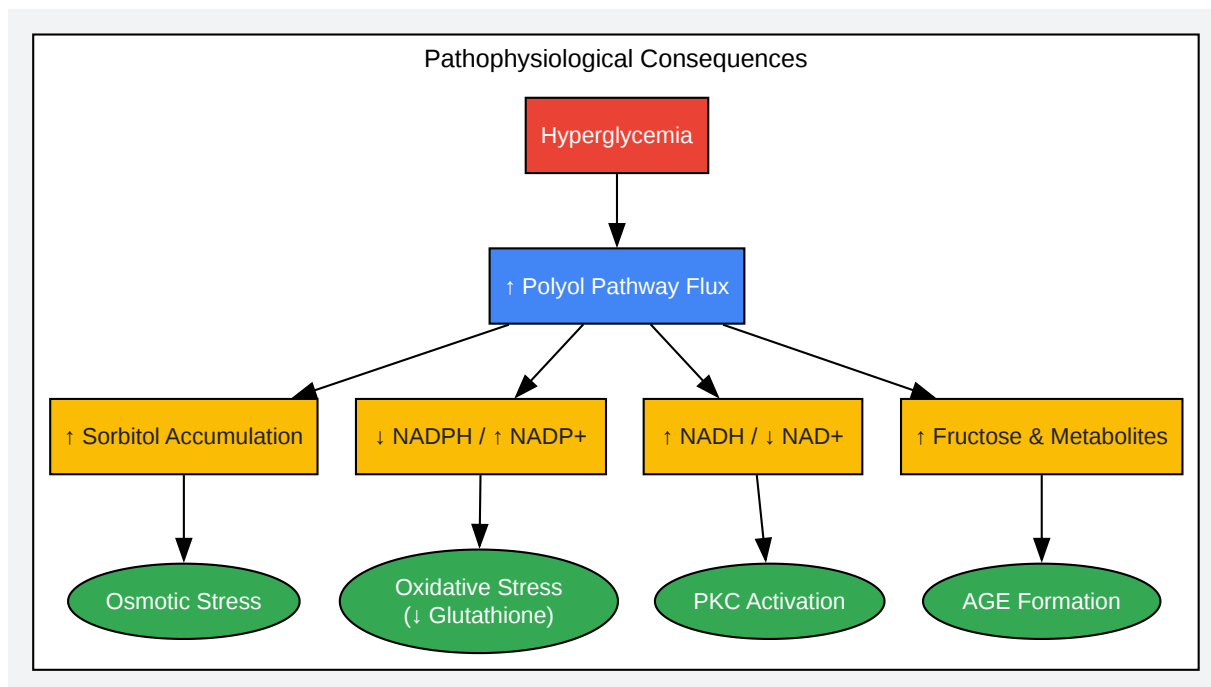 Pathophysiological Consequences
Hyperglycemia
↑ Polyol Pathway Flux
↑ Sorbitol Accumulation
↓ NADPH / ↑ NADP+
↑ NADH / ↓ NAD+
↑ Fructose & Metabolites
Osmotic Stress
Oxidative Stress
(↓ Glutathione)
PKC Activation
AGE Formation